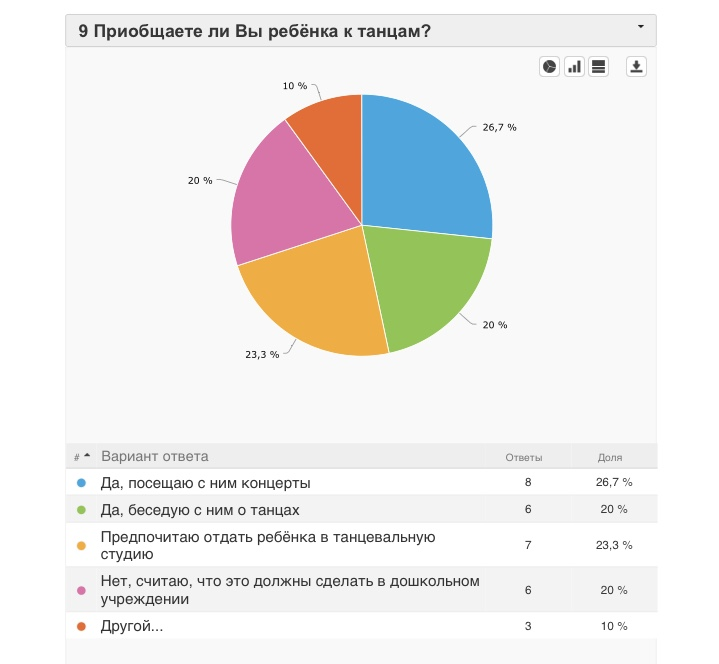 9 Приобщаете ли Вы ребёнка к танцам?
10 %
26,7 %
20 %
20 %
23,3 %
# Вариант ответа Ответы Доля
Да, посещаю с ним концерты 8 26,7 %
Да, беседую с ним о танцах 6 20 %
Предпочитаю отдать ребёнка в танцевальную
студию 7 23,3 %
Нет, считаю, что это должны сделать в дошкольном
учреждении 6 20 %
Другой... 3 10 %